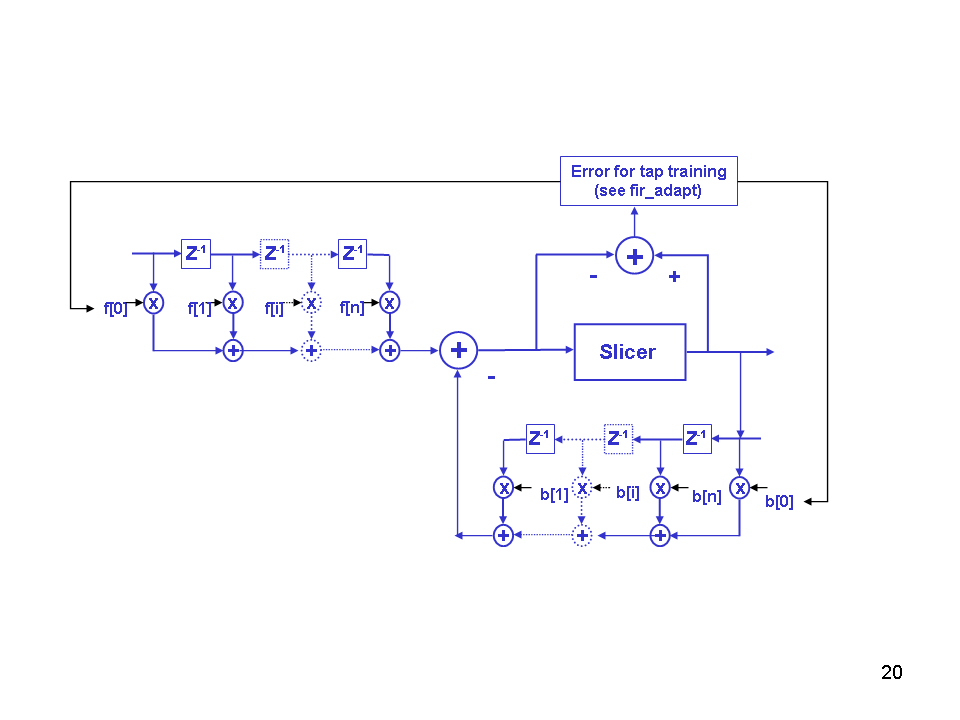 Error for tap training
(see fir_adapt)
Z-1 Z-1 Z-1
+
- +
f[0] X f[1] X f[i] X f[n] X
+ + +
+
-
Slicer
Z-1 Z-1 Z-1
X b[1] X b[i] X b[n] X b[0]
+ + +
20